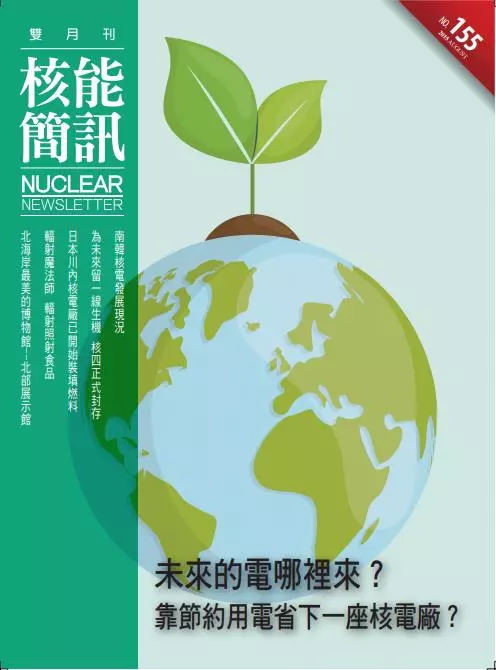 雙月刊
核能
簡訊
NUCLEAR
NEWSLETTER
NO. 155
2015 AUGUST
南韓核電發展現況
為未來留一線生機 核四正式封存
日本川內核電廠已開始裝填燃料
輻射魔法師 輻射照射食品
北海岸最美的博物館--北部展示館
未來的電哪裡來？
靠節約用電省下一座核電廠？